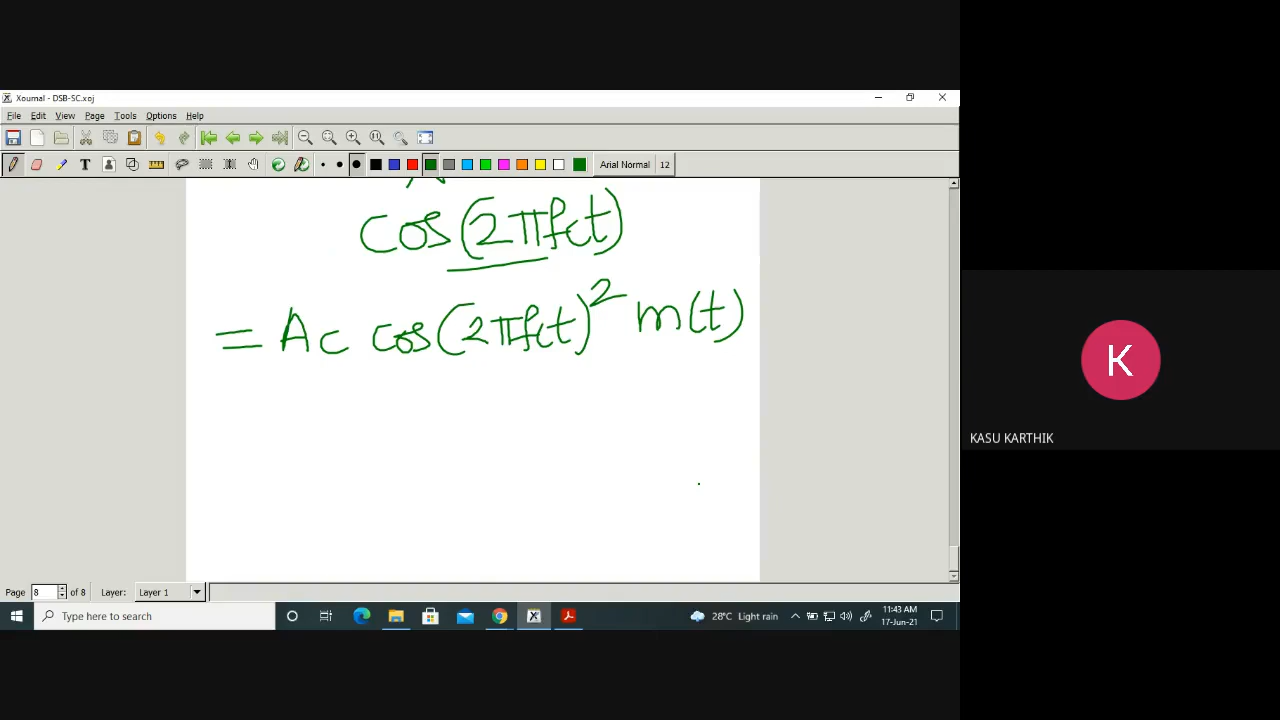 Xournal - DSB-SC.xoj
File Edit View Page Tools Options Help
Arial Normal 12
cos(2πfct)
= Ac cos(2πfct)² m(t)
K
KASU KARTHIK
Page 8 of 8 Layer: Layer 1
Type here to search
28°C Light rain
11:43 AM
17-Jun-21